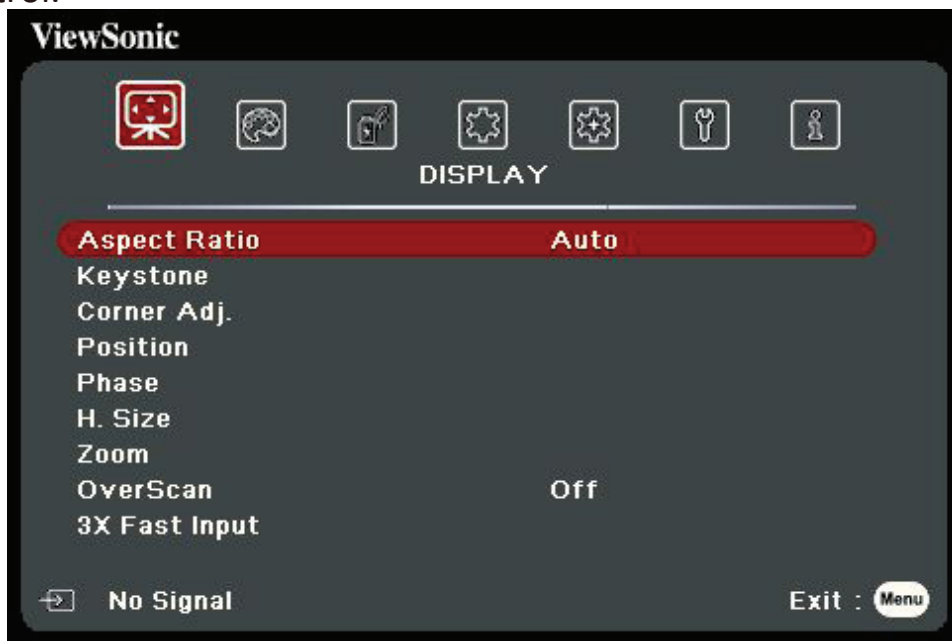 ViewSonic
DISPLAY
Aspect Ratio Auto
Keystone
Corner Adj.
Position
Phase
H. Size
Zoom
OverScan Off
3X Fast Input
No Signal Exit : Menu